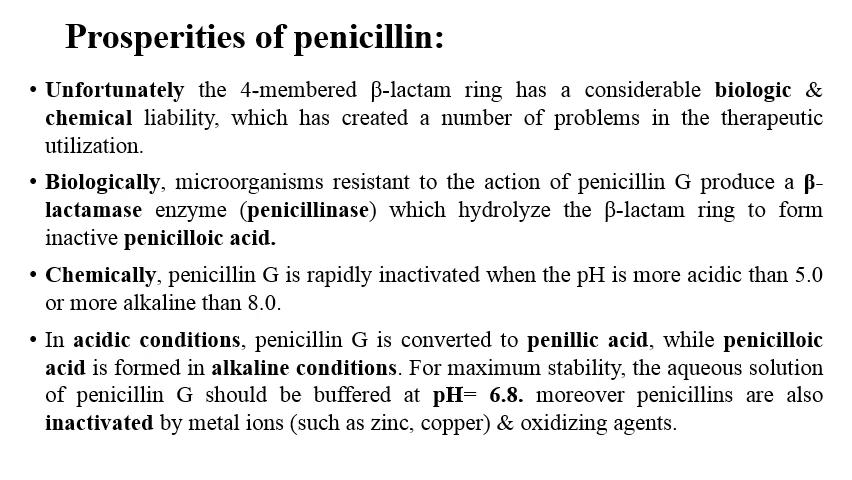 Prosperities of penicillin:
• Unfortunately the 4-membered β-lactam ring has a considerable biologic &
chemical liability, which has created a number of problems in the therapeutic
utilization.
• Biologically, microorganisms resistant to the action of penicillin G produce a β-
lactamase enzyme (penicillinase) which hydrolyze the β-lactam ring to form
inactive penicilloic acid.
• Chemically, penicillin G is rapidly inactivated when the pH is more acidic than 5.0
or more alkaline than 8.0.
• In acidic conditions, penicillin G is converted to penillic acid, while penicilloic
acid is formed in alkaline conditions. For maximum stability, the aqueous solution
of penicillin G should be buffered at pH= 6.8. moreover penicillins are also
inactivated by metal ions (such as zinc, copper) & oxidizing agents.